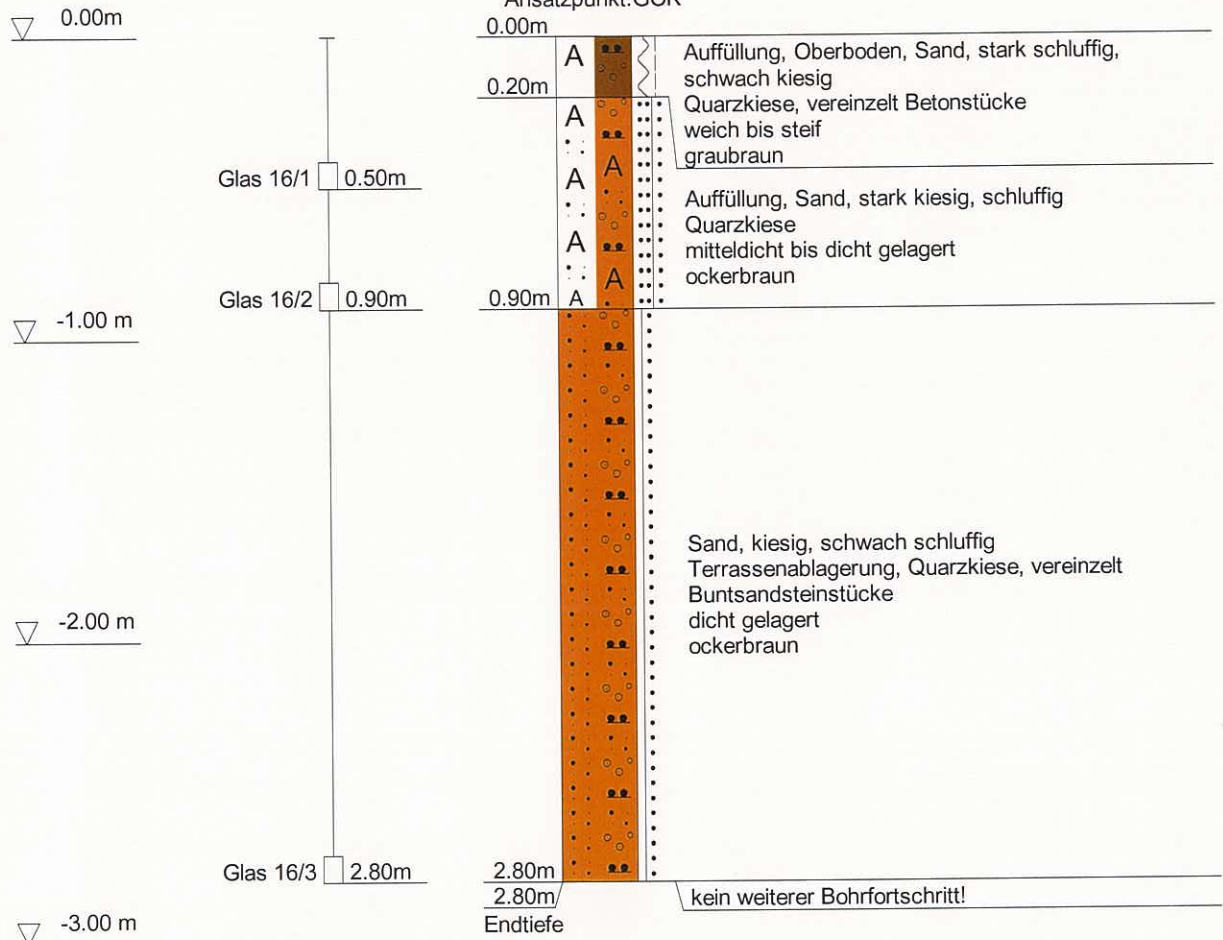 Ansatzpunkt:GOK
0.00m
0.00m
A
Auffüllung, Oberboden, Sand, stark schluffig,
schwach kiesig
Quarzkiese, vereinzelt Betonstücke
weich bis steif
graubraun
0.20m
A
A
Glas 16/1 0.50m
A
Auffüllung, Sand, stark kiesig, schluffig
Quarzkiese
mitteldicht bis dicht gelagert
ockerbraun
A
A
Glas 16/2 0.90m
0.90m
A
-1.00 m
Sand, kiesig, schwach schluffig
Terrassenablagerung, Quarzkiese, vereinzelt
Buntsandsteinstücke
dicht gelagert
ockerbraun
-2.00 m
Glas 16/3 2.80m
2.80m
2.80m
kein weiterer Bohrfortschritt!
Endtiefe
-3.00 m